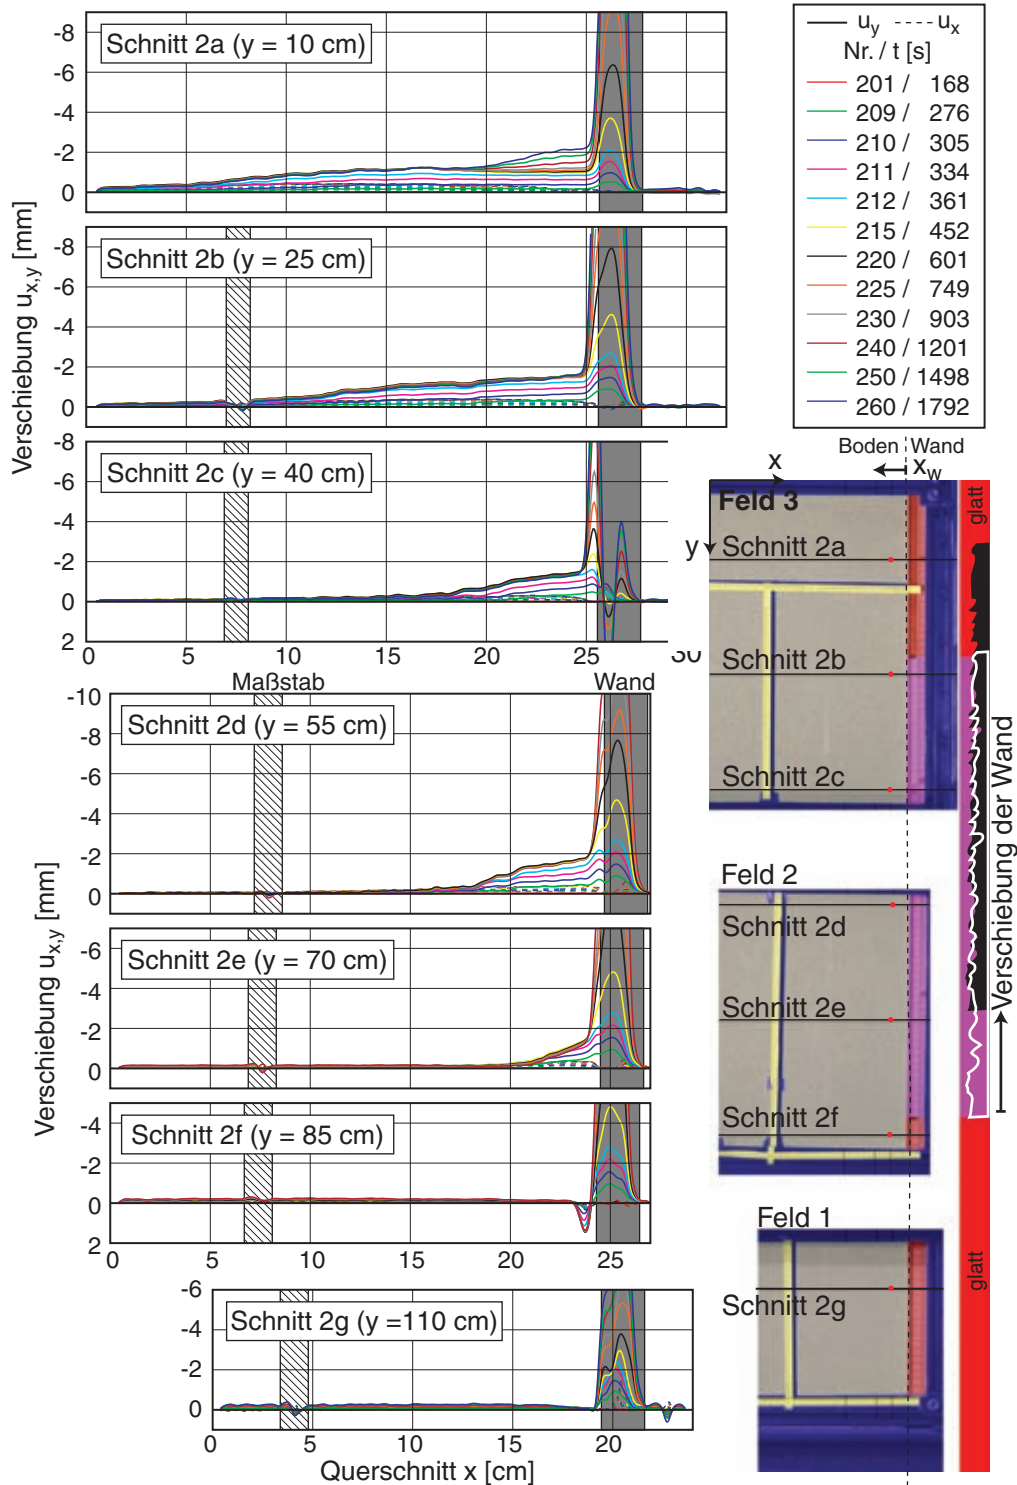 Schnitt 2a (y = 10 cm)
-8
-6
-4
-2
0
Schnitt 2b (y = 25 cm)
-8
-6
-4
-2
0
Verschiebung u x,y [mm]
Schnitt 2c (y = 40 cm)
-8
-6
-4
-2
0
2
0 5 10 15 20 25 30
Maßstab Wand
Schnitt 2d (y = 55 cm)
-10
-8
-6
-4
-2
0
Schnitt 2e (y = 70 cm)
-6
-4
-2
0
Verschiebung u x,y [mm]
Schnitt 2f (y = 85 cm)
-4
-2
0
2
0 5 10 15 20 25
Schnitt 2g (y =110 cm)
-6
-4
-2
0
0 5 10 15 20
Querschnitt x [cm]
u y u x
Nr. / t [s]
201 / 168
209 / 276
210 / 305
211 / 334
212 / 361
215 / 452
220 / 601
225 / 749
230 / 903
240 / 1201
250 / 1498
260 / 1792
Boden Wand
x x w
y
Feld 3
glatt
Schnitt 2a
Schnitt 2b
Schnitt 2c
Feld 2
Schnitt 2d
Schnitt 2e
Schnitt 2f
Verschiebung der Wand
Feld 1
Schnitt 2g
glatt